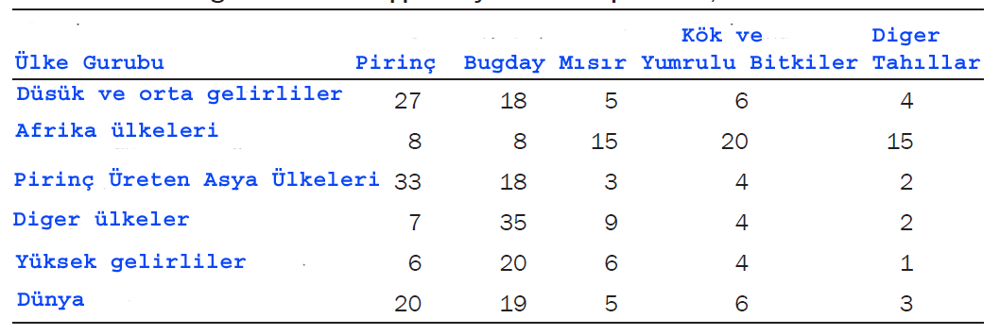 Kök ve Diger
Ülke Gurubu Pirinç Bugday Mısır Yumrulu Bitkiler Tahıllar
Düsük ve orta gelirliler 27 18 5 6 4
Afrika ülkeleri 8 8 15 20 15
Pirinç Üreten Asya Ülkeleri 33 18 3 4 2
Diger ülkeler 7 35 9 4 2
Yüksek gelirliler 6 20 6 4 1
Dünya 20 19 5 6 3